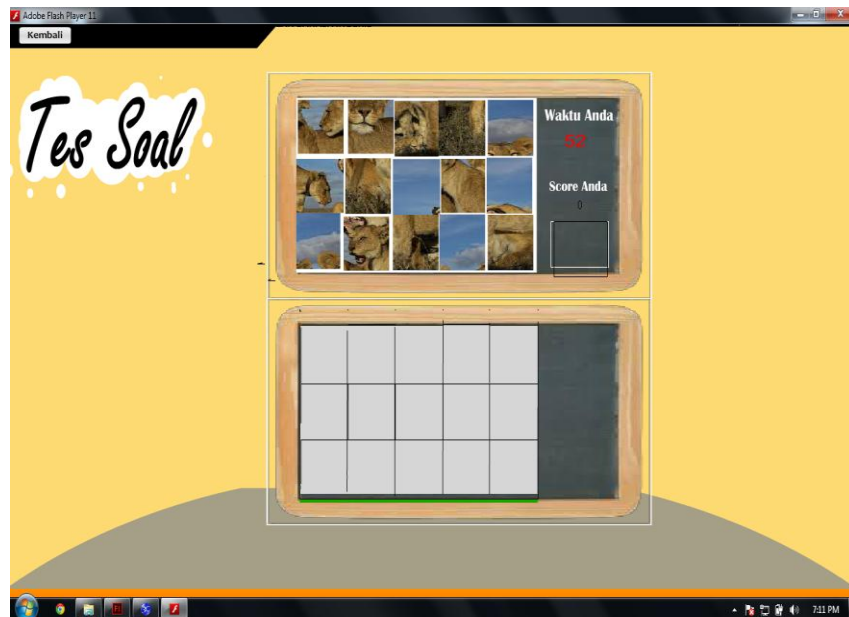 Adobe Flash Player 11
Kembali
Tes Soal
Waktu Anda
52
Score Anda
0
7:11 PM